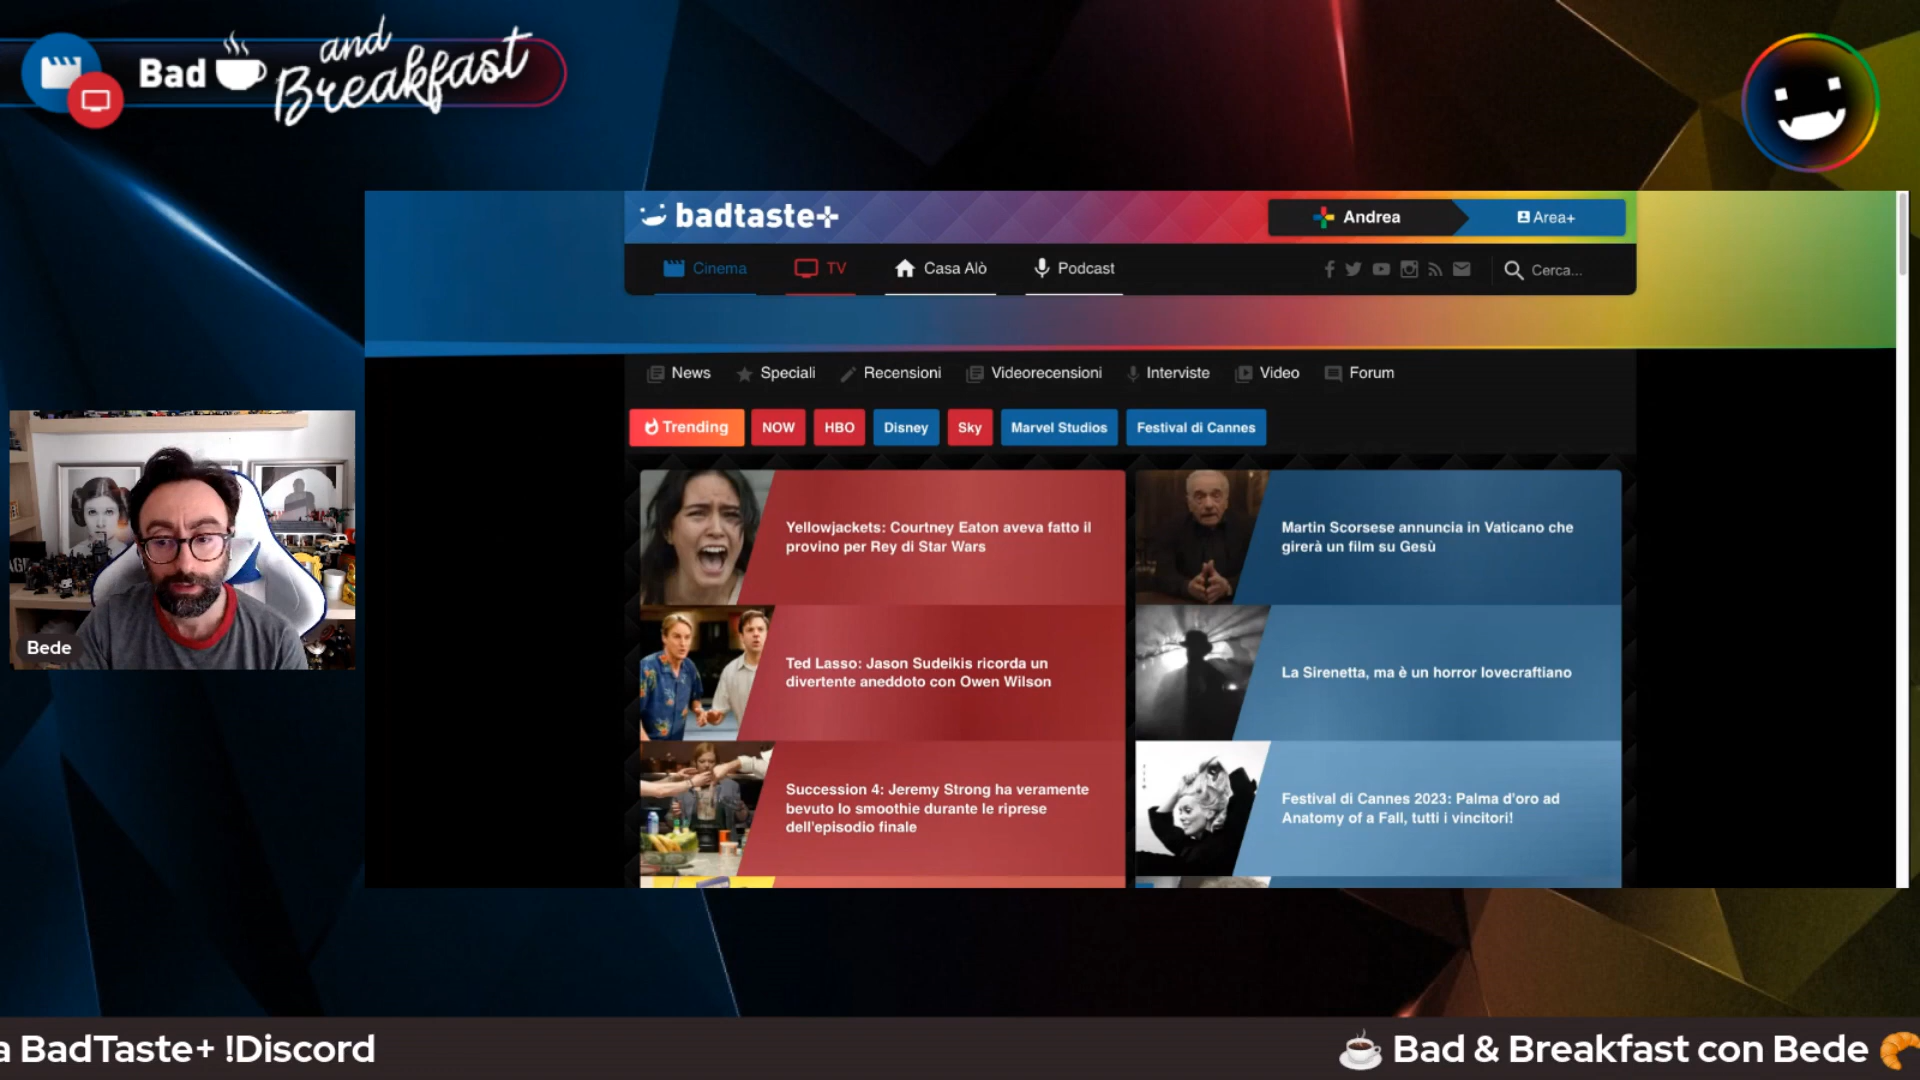 Bad and Breakfast
badtaste+
Andrea
Area+
Cinema
TV
Casa Alò
Podcast
Cerca...
News
Speciali
Recensioni
Videorecensioni
Interviste
Video
Forum
Trending
NOW
HBO
Disney
Sky
Marvel Studios
Festival di Cannes
Yellowjackets: Courtney Eaton aveva fatto il
provino per Rey di Star Wars
Ted Lasso: Jason Sudeikis ricorda un
divertente aneddoto con Owen Wilson
Succession 4: Jeremy Strong ha veramente
bevuto lo smoothie durante le riprese
dell'episodio finale
Martin Scorsese annuncia in Vaticano che
girerà un film su Gesù
La Sirenetta, ma è un horror lovecraftiano
Festival di Cannes 2023: Palma d'oro ad
Anatomy of a Fall, tutti i vincitori!
Bede
a BadTaste+ !Discord
Bad & Breakfast con Bede